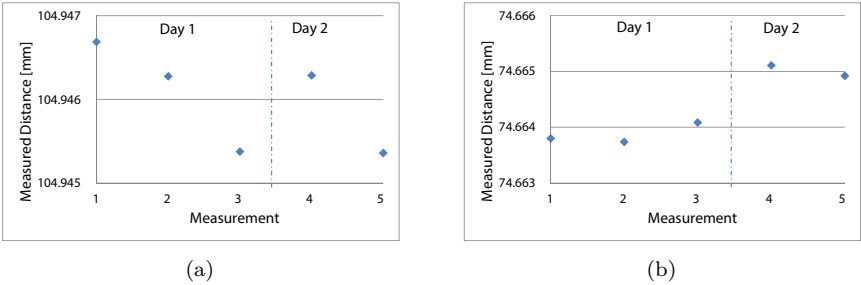 104.947
104.946
104.945
Measured Distance [mm]
Day 1
Day 2
1 2 3 4 5
Measurement
(a)
74.666
74.665
74.664
74.663
Measured Distance [mm]
Day 1
Day 2
1 2 3 4 5
Measurement
(b)